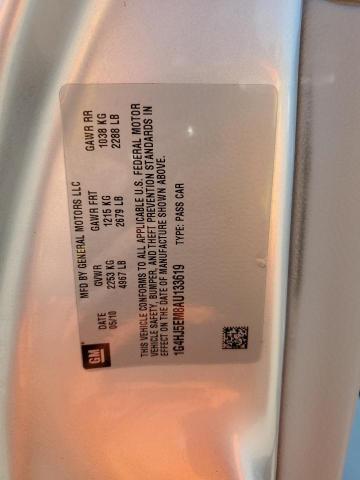 GM
MFD BY GENERAL MOTORS LLC
DATE GVWR GAWR FRT GAWR RR
05/10 2253 KG 1215 KG 1038 KG
4967 LB 2679 LB 2288 LB
THIS VEHICLE CONFORMS TO ALL APPLICABLE U.S. FEDERAL MOTOR
VEHICLE SAFETY, BUMPER, AND THEFT PREVENTION STANDARDS IN
EFFECT ON THE DATE OF MANUFACTURE SHOWN ABOVE.
1G4HJ5EM8AU133619 TYPE: PASS CAR